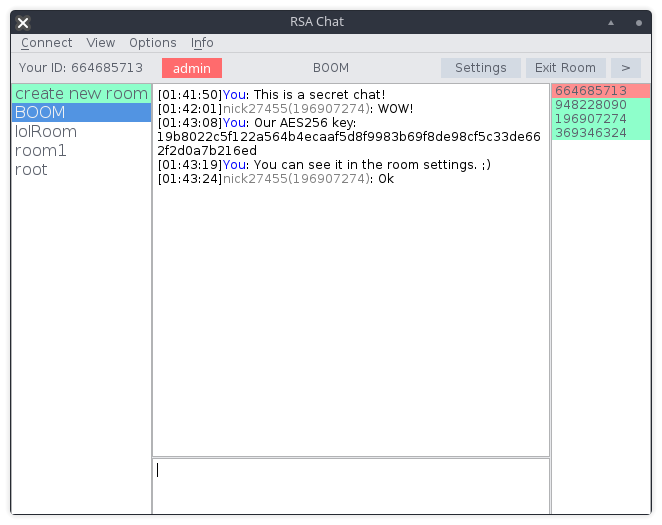 RSA Chat
Connect View Options Info
Your ID: 664685713 admin BOOM Settings Exit Room >
create new room
BOOM
lolRoom
room1
root
[01:41:50]You: This is a secret chat!
[01:42:01]nick27455(196907274): WOW!
[01:43:08]You: Our AES256 key:
19b8022c5f122a564b4ecaaf5d8f9983b69f8de98cf5c33de66
2f2d0a7b216ed
[01:43:19]You: You can see it in the room settings. ;)
[01:43:24]nick27455(196907274): Ok
664685713
948228090
196907274
369346324